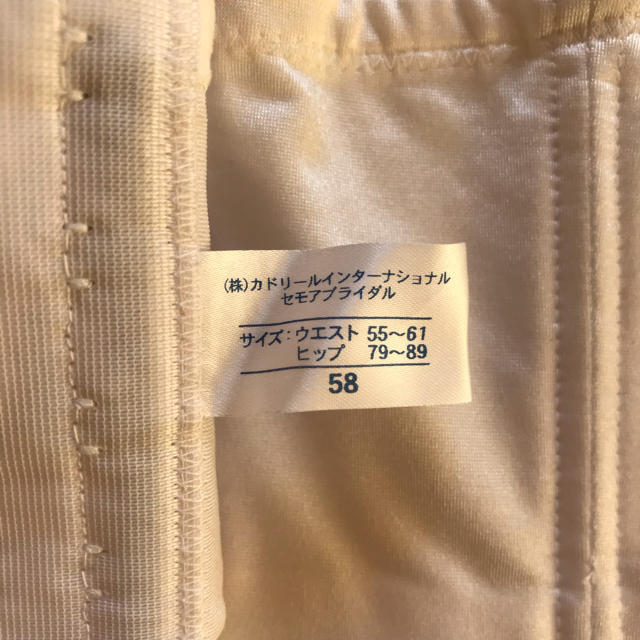 (株)カドリールインターナショナル
セモアブライダル
サイズ:ウエスト 55～61
ヒップ 79～89
58